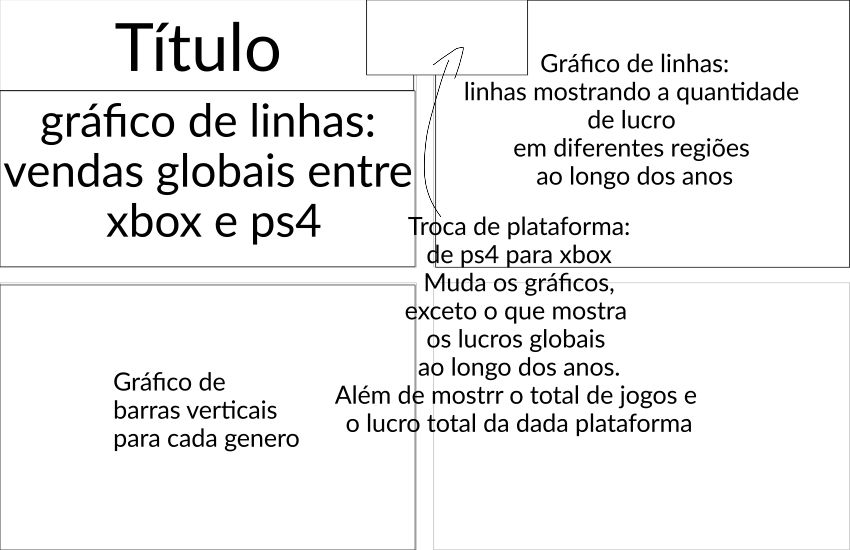 Título
gráfico de linhas:
vendas globais entre
xbox e ps4
Gráfico de linhas:
linhas mostrando a quantidade
de lucro
em diferentes regiões
ao longo dos anos
Troca de plataforma:
de ps4 para xbox
Muda os gráficos,
exceto o que mostra
os lucros globais
ao longo dos anos.
Além de mostrr o total de jogos e
o lucro total da dada plataforma
Gráfico de
barras verticais
para cada genero